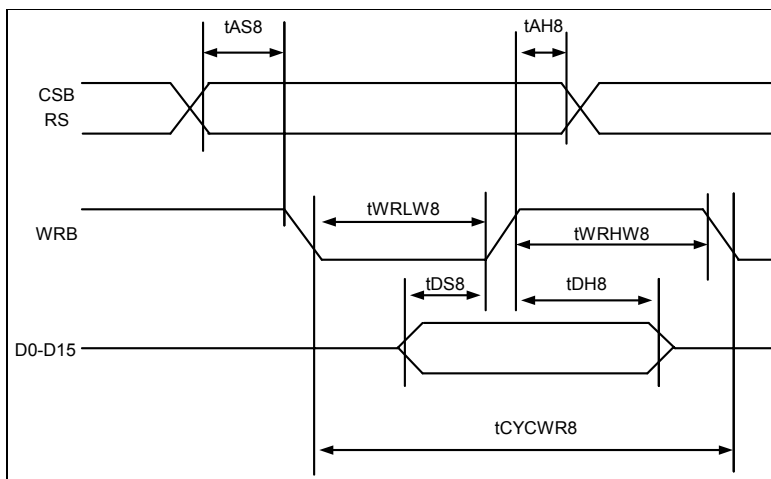 tAS8
tAH8
CSB
RS
tWRLW8
WRB
tWRHW8
tDS8
tDH8
D0-D15
tCYCWR8